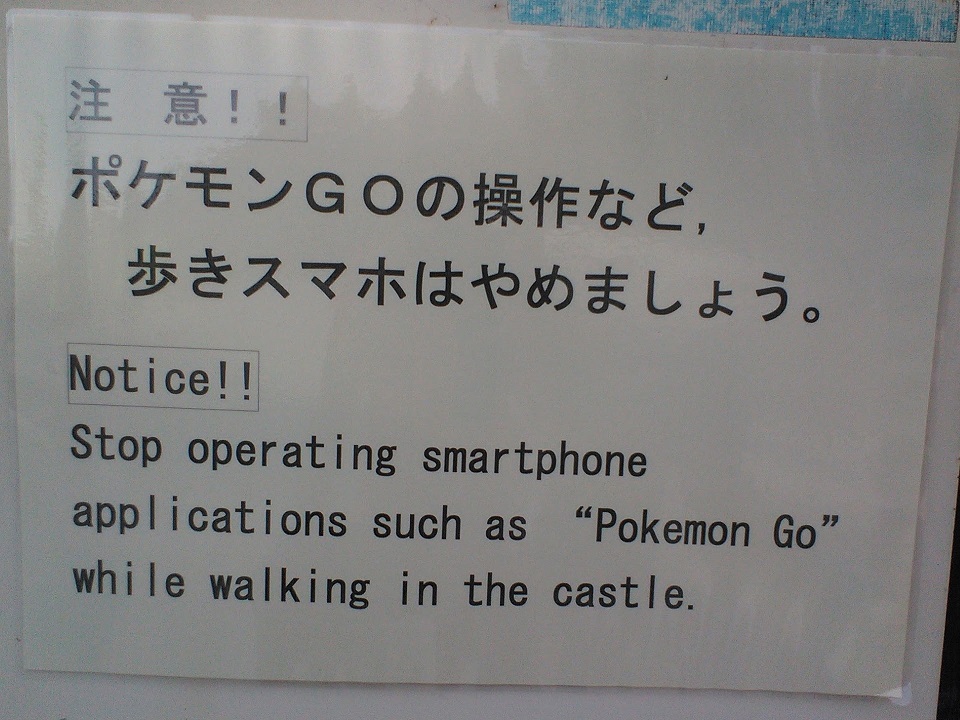 注　意！！
ポケモンＧＯの操作など，
歩きスマホはやめましょう。
Notice!!
Stop operating smartphone
applications such as “Pokemon Go”
while walking in the castle.